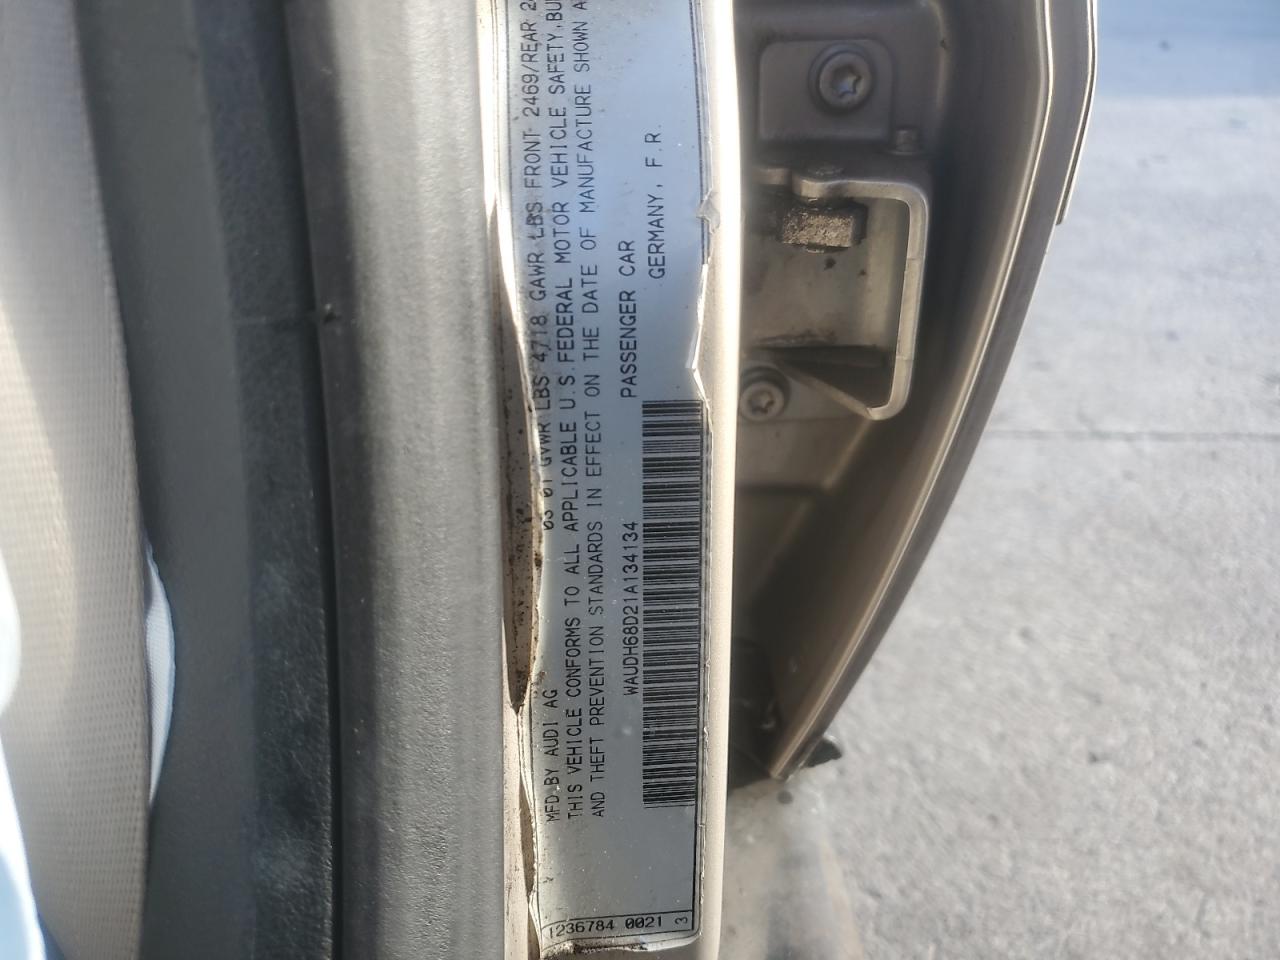 MFD.BY AUDI AG
GVWR LBS 4718 GAWR LBS FRONT 2469/REAR
THIS VEHICLE CONFORMS TO ALL APPLICABLE U.S.FEDERAL MOTOR VEHICLE SAFETY,
AND THEFT PREVENTION STANDARDS IN EFFECT ON THE DATE OF MANUFACTURE SHOWN
WAUDH68D21A134134 PASSENGER CAR
GERMANY, F.R.
1236784 0021 3